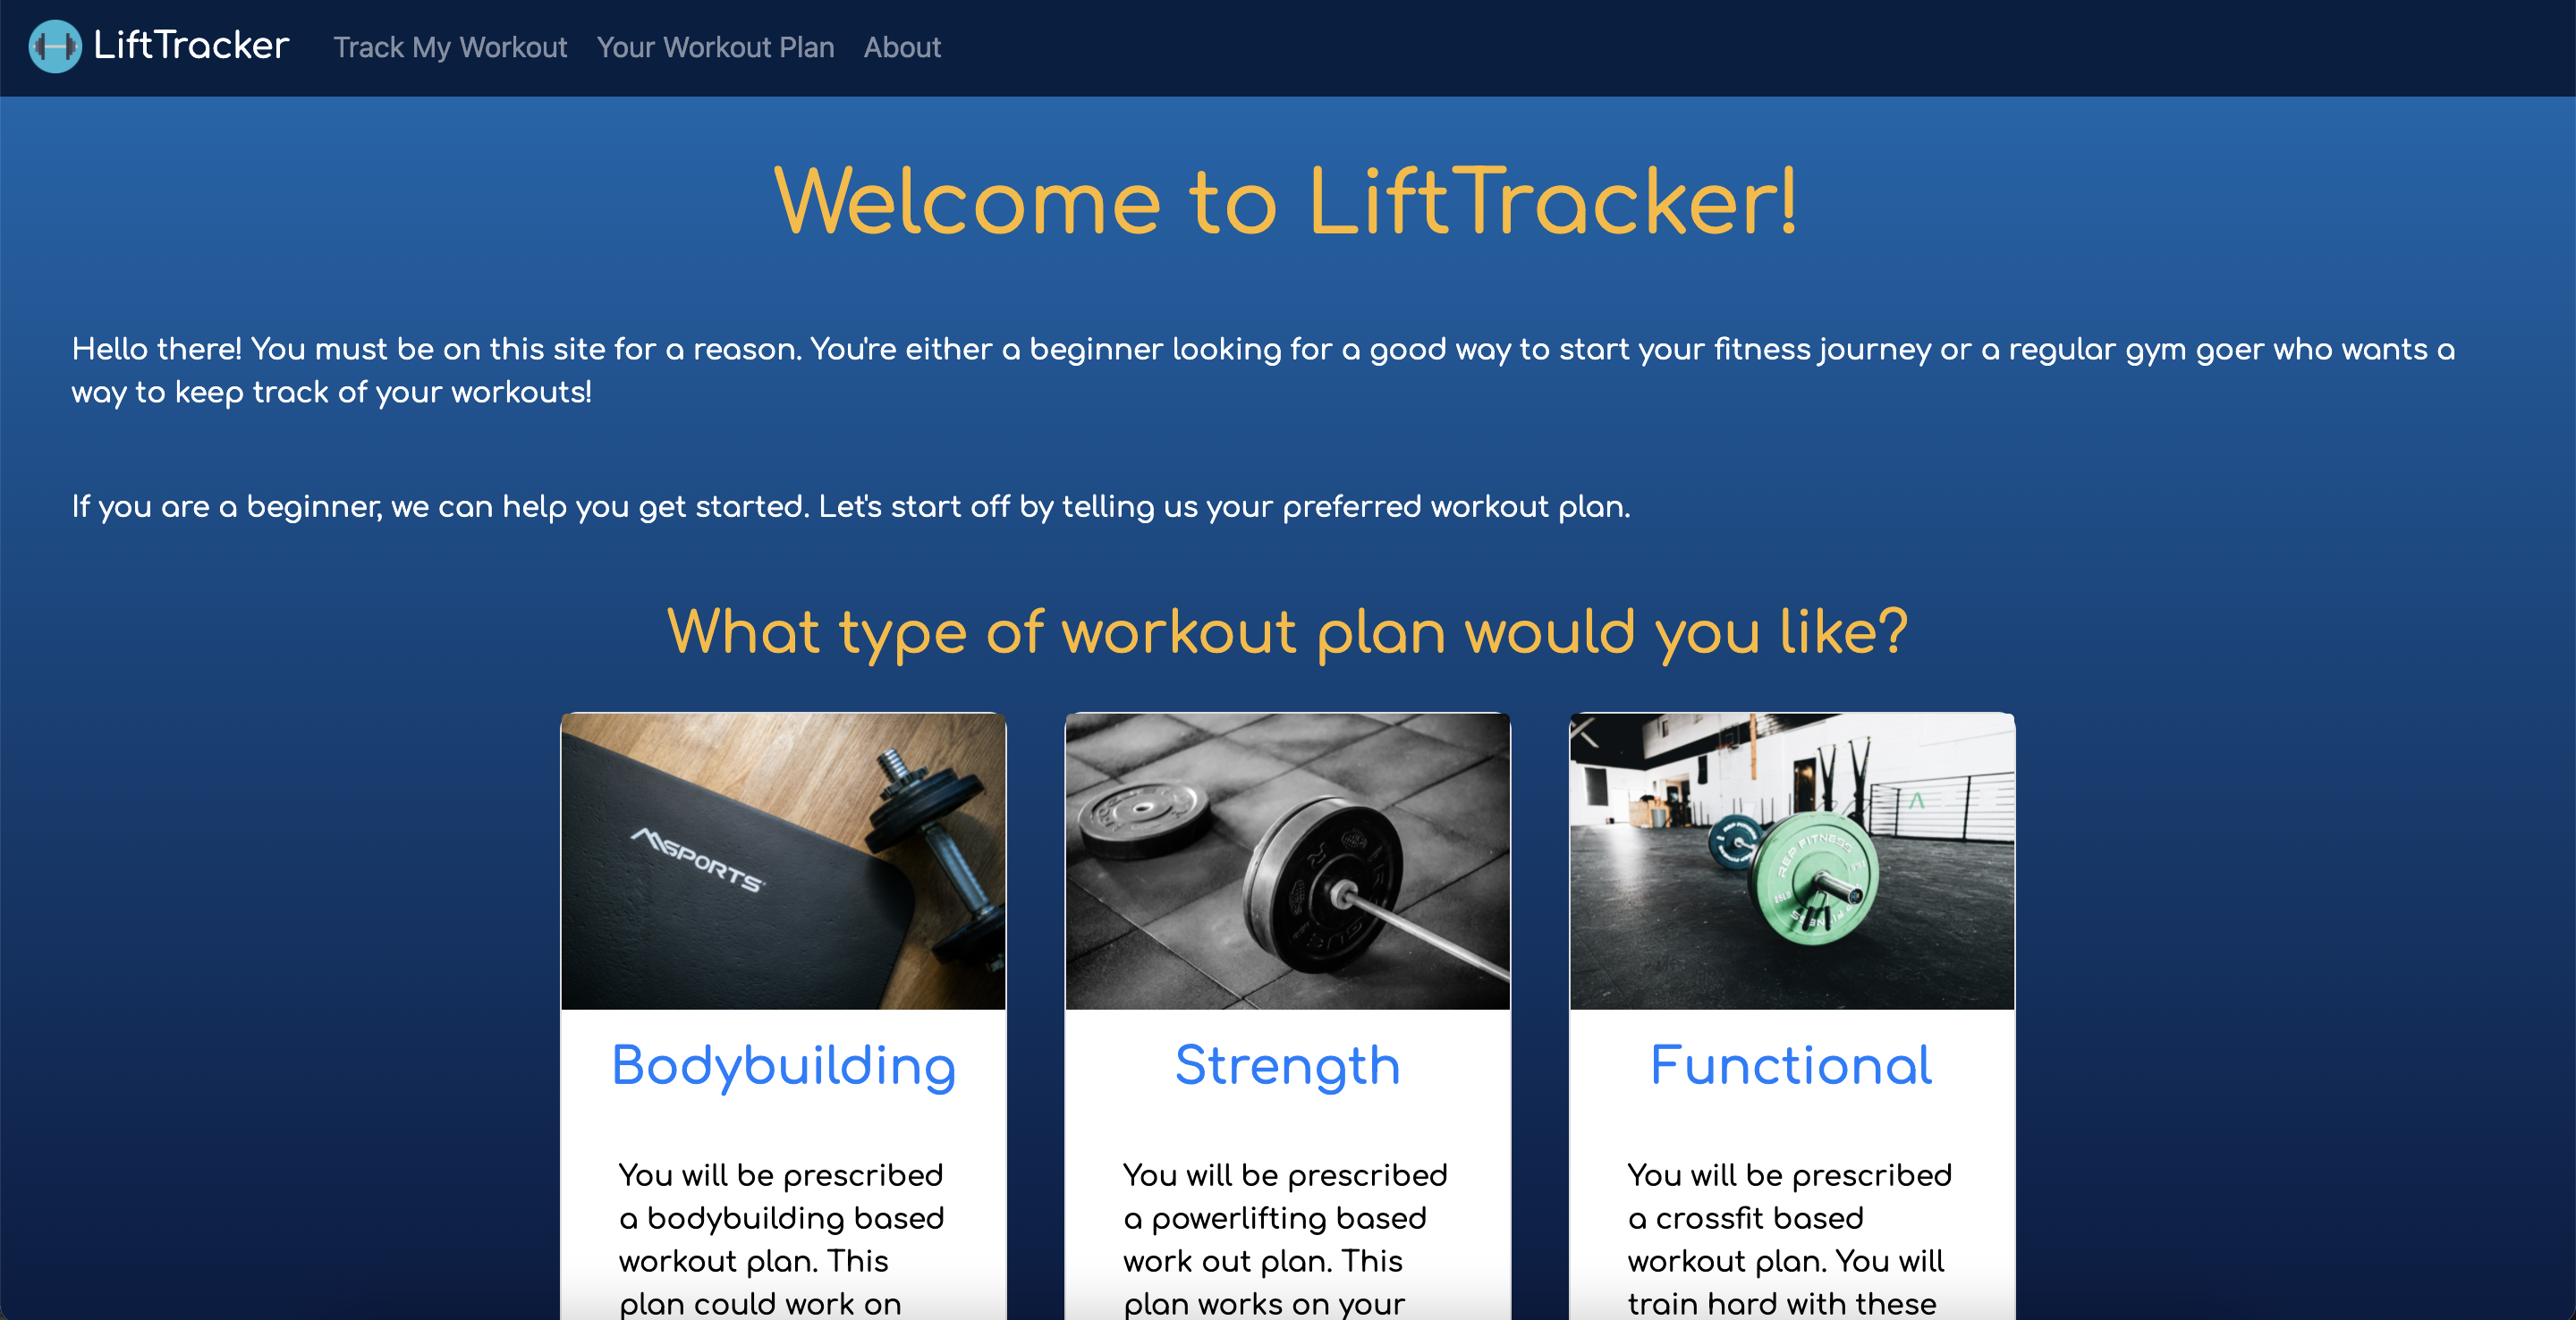 LiftTracker Track My Workout Your Workout Plan About
Welcome to LiftTracker!
Hello there! You must be on this site for a reason. You're either a beginner looking for a good way to start your fitness journey or a regular gym goer who wants a
way to keep track of your workouts!
If you are a beginner, we can help you get started. Let's start off by telling us your preferred workout plan.
What type of workout plan would you like?
MSPORTS
REP FITNESS
REP FITNESS
Bodybuilding
You will be prescribed
a bodybuilding based
workout plan. This
plan could work on
Strength
You will be prescribed
a powerlifting based
work out plan. This
plan works on your
Functional
You will be prescribed
a crossfit based
workout plan. You will
train hard with these